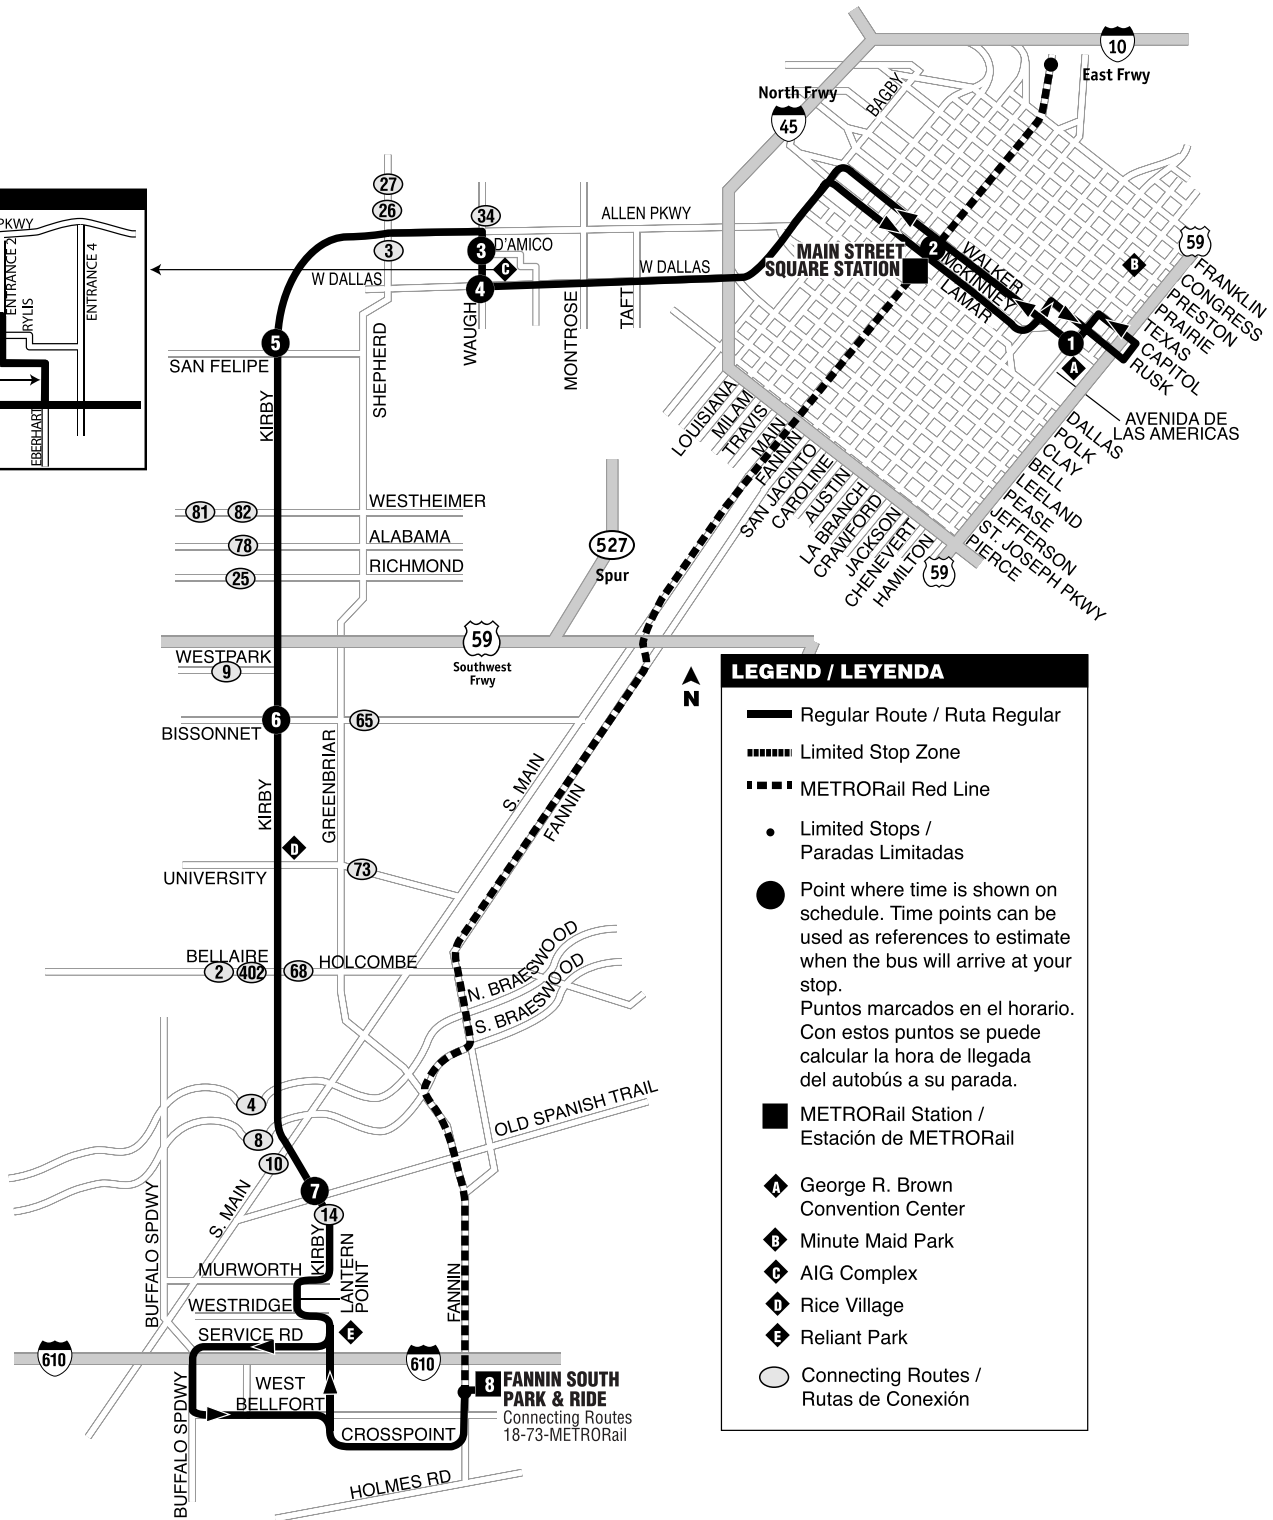 10
East Frwy
North Frwy
45
BAGBY
27
26
34
ALLEN PKWY
3
3
D'AMICO
C
W DALLAS
W DALLAS
4
MAIN STREET
SQUARE STATION
2
WALKER
MCKINNEY
LAMAR
B
59
FRANKLIN
CONGRESS
PRESTON
PRAIRIE
TEXAS
CAPITOL
RUSK
1
A
AVENIDA DE
LAS AMERICAS
PKWY
ENTRANCE 2
RYLIS
ENTRANCE 4
EBERHART
5
SAN FELIPE
KIRBY
SHEPHERD
WAUGH
MONTROSE
TAFT
LOUISIANA
MILAM
TRAVIS
MAIN
FANNIN
SAN JACINTO
CAROLINE
AUSTIN
LA BRANCH
CRAWFORD
JACKSON
CHENEVERT
HAMILTON
59
DALLAS
POLK
CLAY
BELL
LEELAND
PEASE
JEFFERSON
ST. JOSEPH PKWY
PIERCE
81
82
WESTHEIMER
78
ALABAMA
25
RICHMOND
527
Spur
59
Southwest
Frwy
WESTPARK
9
6
65
BISSONNET
KIRBY
GREENBRIAR
S. MAIN
FANNIN
D
UNIVERSITY
73
BELLAIRE
2
402
68
HOLCOMBE
N. BRAESWOOD
S. BRAESWOOD
4
8
10
OLD SPANISH TRAIL
7
14
BUFFALO SPDWY
S. MAIN
KIRBY
LANTERN
POINT
MURWORTH
WESTRIDGE
FANNIN
SERVICE RD
E
610
610
WEST
BELLFORT
BUFFALO SPDWY
CROSSPOINT
HOLMES RD
8
FANNIN SOUTH
PARK & RIDE
Connecting Routes
18-73-METRORail
N
LEGEND / LEYENDA
Regular Route / Ruta Regular
Limited Stop Zone
METRORail Red Line
Limited Stops /
Paradas Limitadas
Point where time is shown on
schedule. Time points can be
used as references to estimate
when the bus will arrive at your
stop.
Puntos marcados en el horario.
Con estos puntos se puede
calcular la hora de llegada
del autobús a su parada.
METRORail Station /
Estación de METRORail
A
George R. Brown
Convention Center
B
Minute Maid Park
C
AIG Complex
D
Rice Village
E
Reliant Park
Connecting Routes /
Rutas de Conexión